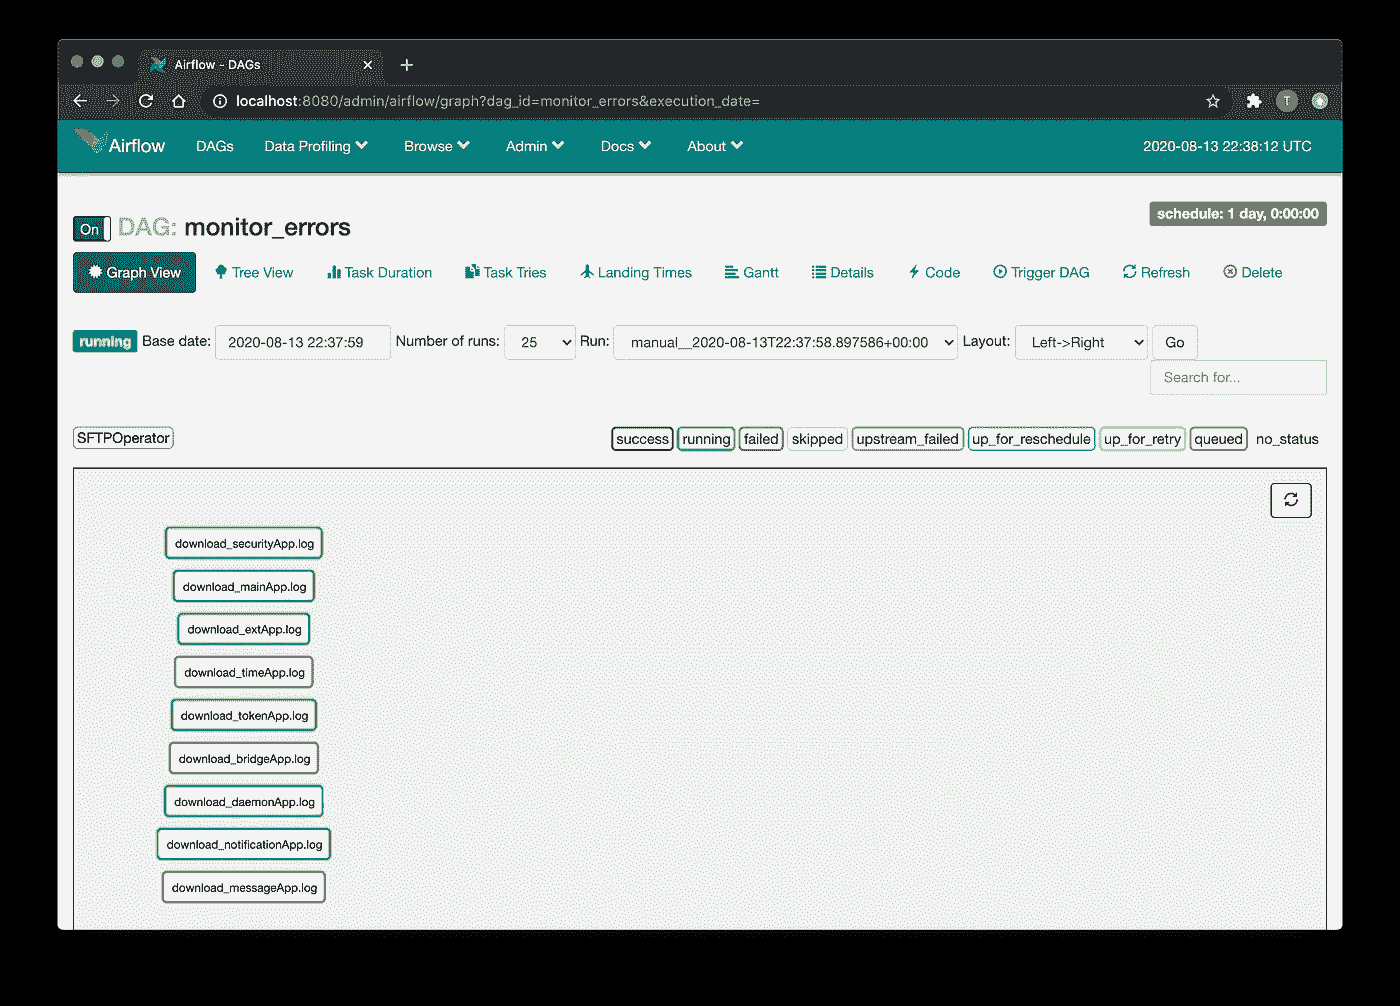 Airflow - DAGs
localhost:8080/admin/airflow/graph?dag_id=monitor_errors&execution_date=
T
Airflow DAGs Data Profiling Browse Admin Docs About 2020-08-13 22:38:12 UTC
On DAG: monitor_errors
schedule: 1 day, 0:00:00
Graph View Tree View Task Duration Task Tries Landing Times Gantt Details Code Trigger DAG Refresh Delete
running Base date: 2020-08-13 22:37:59 Number of runs: 25 Run: manual__2020-08-13T22:37:58.897586+00:00 Layout: Left->Right Go
Search for...
SFTPOperator success running failed skipped upstream_failed up_for_reschedule up_for_retry queued no_status
download_securityApp.log
download_mainApp.log
download_extApp.log
download_timeApp.log
download_tokenApp.log
download_bridgeApp.log
download_daemonApp.log
download_notificationApp.log
download_messageApp.log